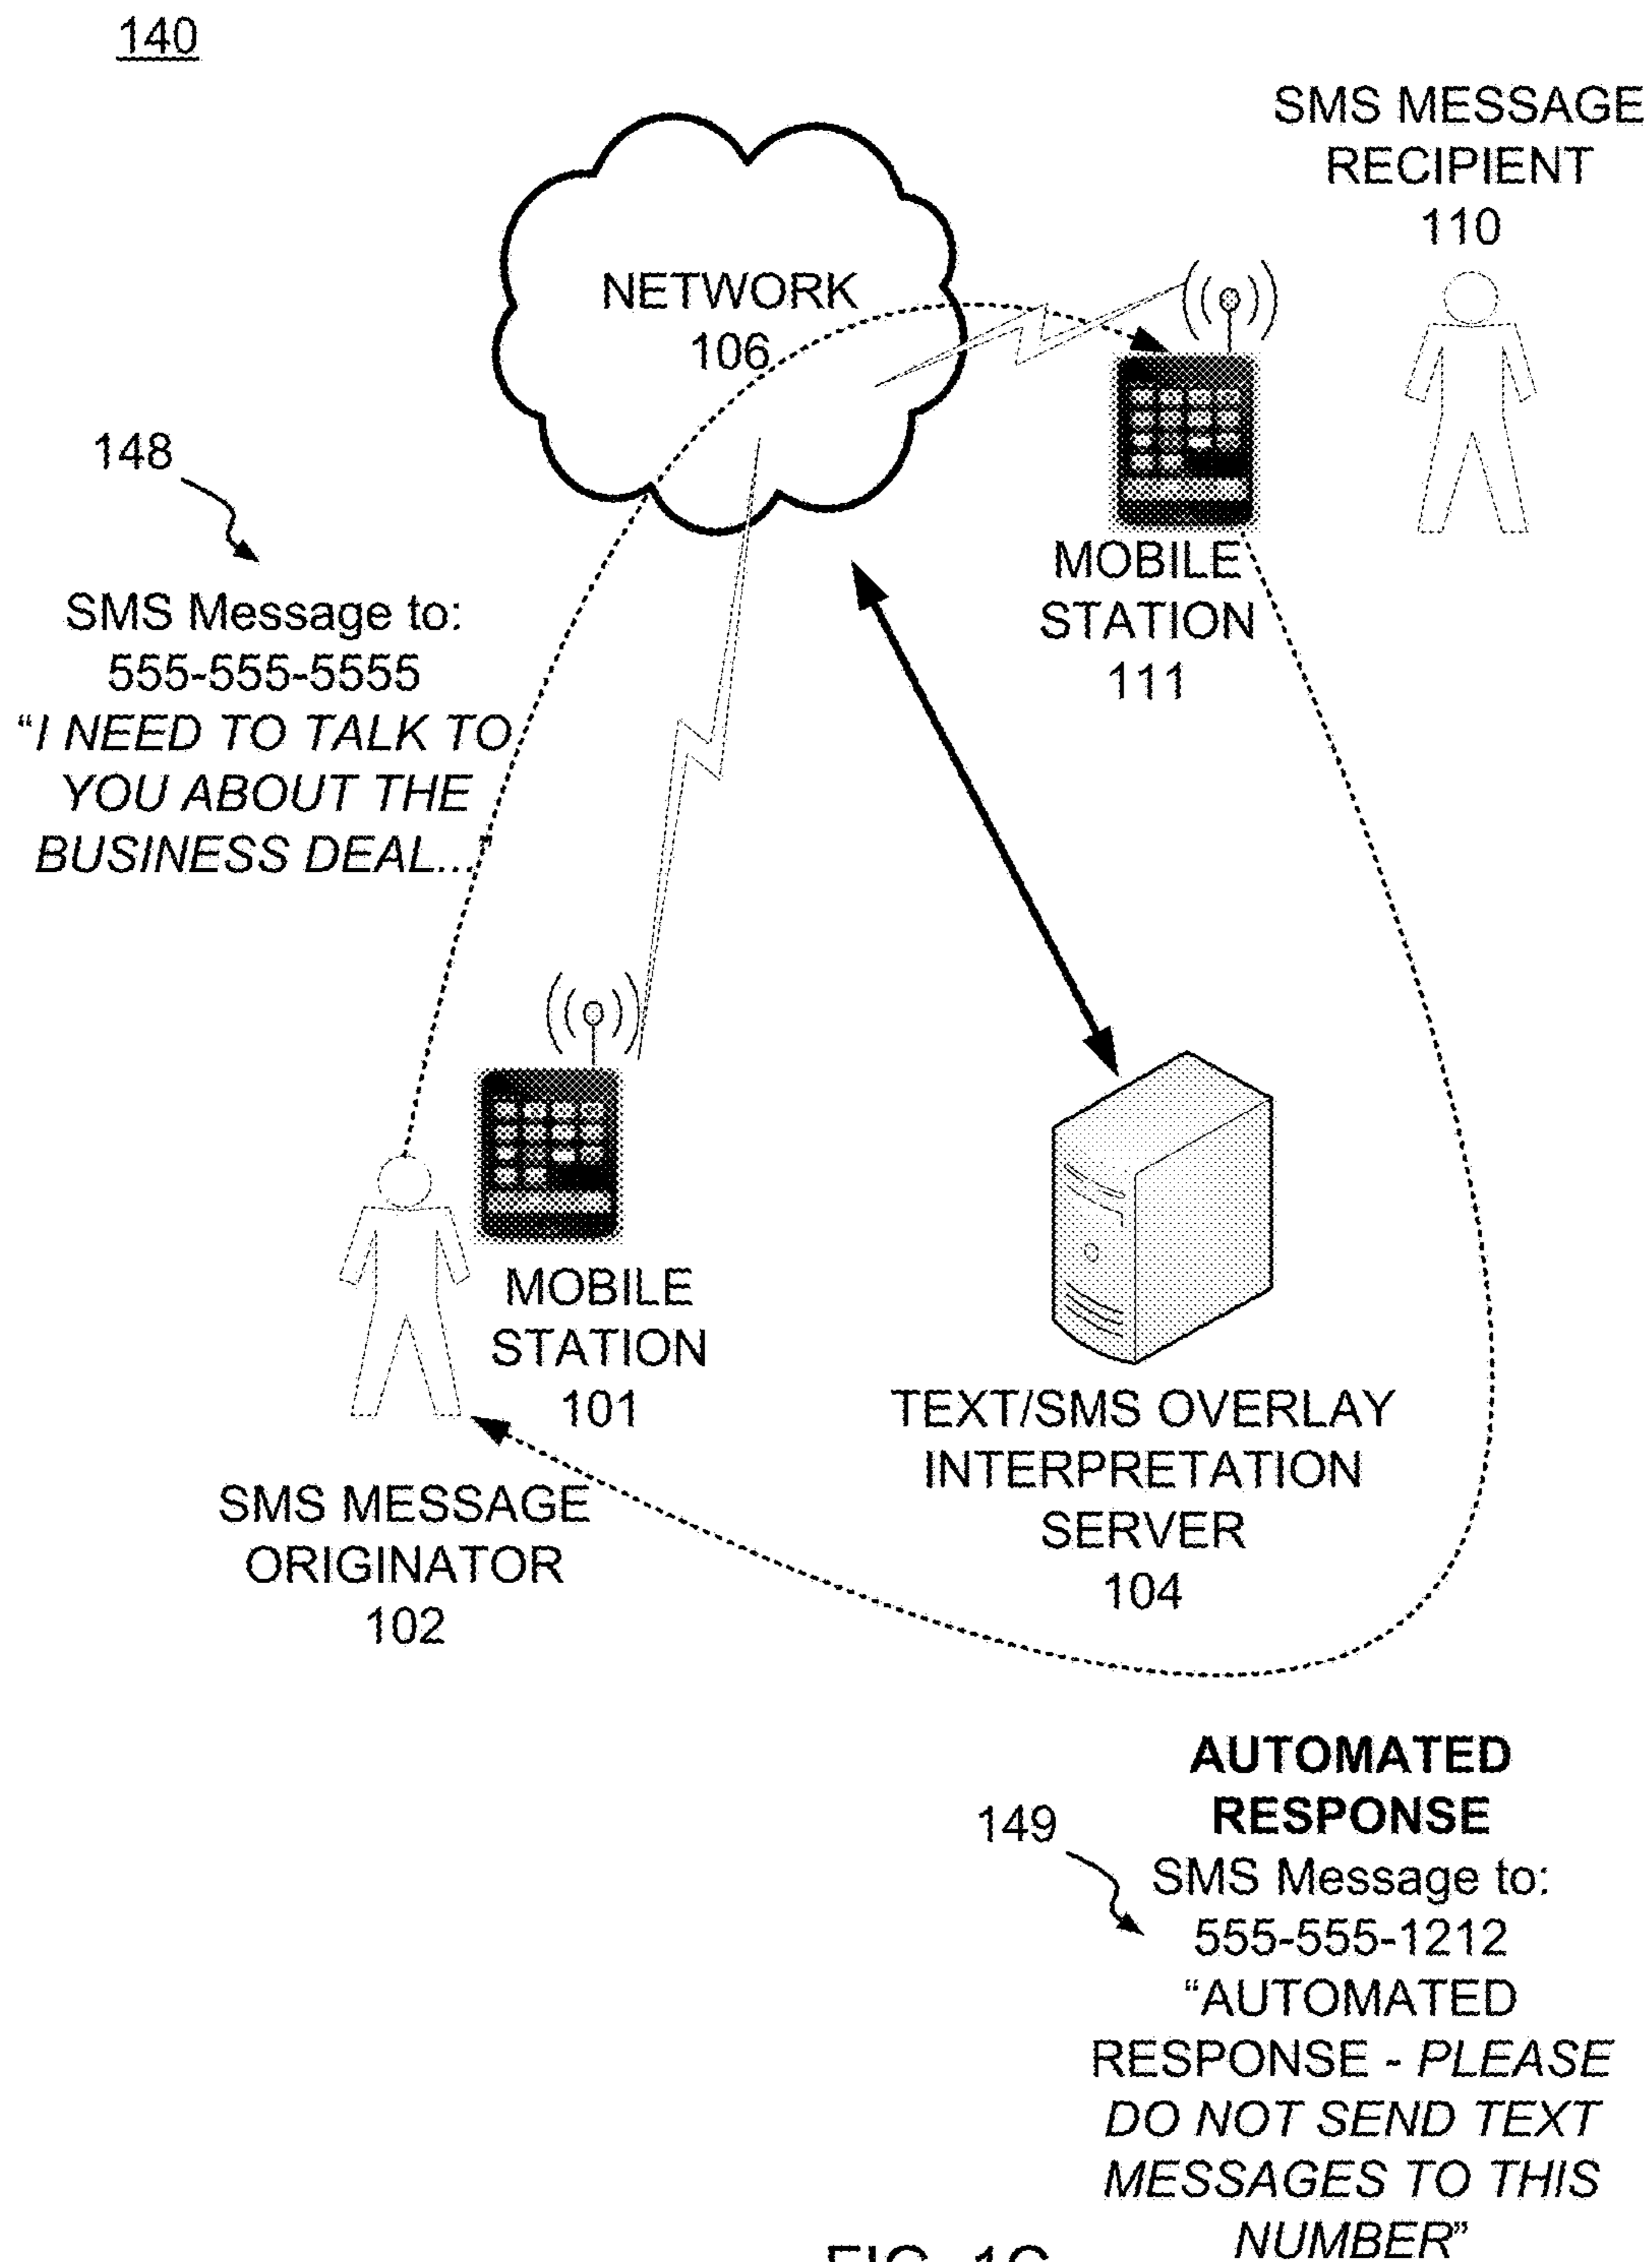 140
SMS MESSAGE
RECIPIENT
110
NETWORK
106
148
SMS Message to:
555-555-5555
“I NEED TO TALK TO
YOU ABOUT THE
BUSINESS DEAL...”
MOBILE
STATION
111
MOBILE
STATION
101
SMS MESSAGE
ORIGINATOR
102
TEXT/SMS OVERLAY
INTERPRETATION
SERVER
104
AUTOMATED
RESPONSE
149
SMS Message to:
555-555-1212
“AUTOMATED
RESPONSE - PLEASE
DO NOT SEND TEXT
MESSAGES TO THIS
NUMBER”
FIG. 1C